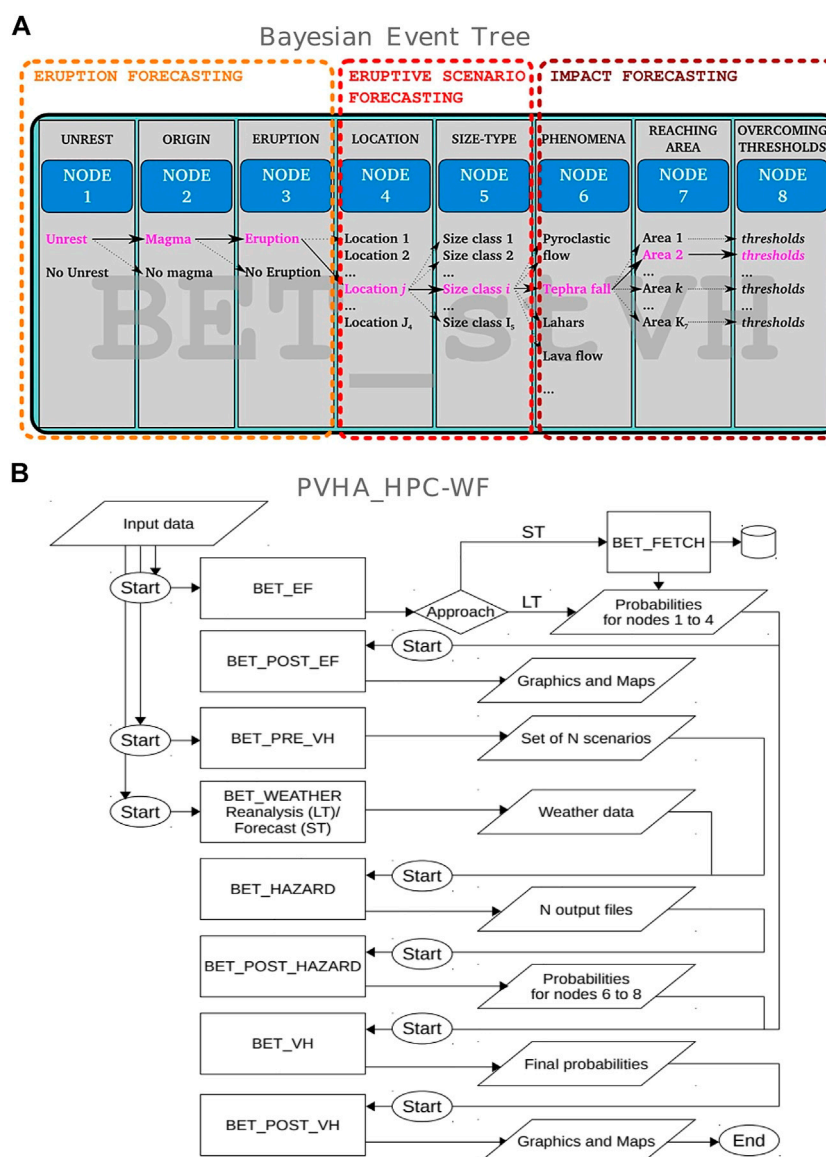 A
Bayesian Event Tree
ERUPTION FORECASTING
ERUPTIVE SCENARIO
FORECASTING
IMPACT FORECASTING
UNREST
ORIGIN
ERUPTION
LOCATION
SIZE-TYPE
PHENOMENA
REACHING
AREA
OVERCOMING
THRESHOLDS
NODE
1
NODE
2
NODE
3
NODE
4
NODE
5
NODE
6
NODE
7
NODE
8
Unrest
No Unrest
Magma
No magma
Eruption
No Eruption
Location 1
Location 2
...
Location j
...
Location J4
Size class 1
Size class 2
...
Size class i
...
Size class I5
Pyroclastic
flow
Tephra fall
Lahars
Lava flow
...
Area 1
Area 2
...
Area k
...
Area K7
thresholds
thresholds
...
thresholds
...
thresholds
BET_stVH
B
PVHA_HPC-WF
Input data
ST
BET_FETCH
Start
BET_EF
Approach
LT
Probabilities
for nodes 1 to 4
Start
BET_POST_EF
Graphics and Maps
Start
BET_PRE_VH
Set of N scenarios
Start
BET_WEATHER
Reanalysis (LT)/
Forecast (ST)
Weather data
Start
BET_HAZARD
N output files
Start
BET_POST_HAZARD
Probabilities
for nodes 6 to 8
Start
BET_VH
Final probabilities
Start
BET_POST_VH
Graphics and Maps
End